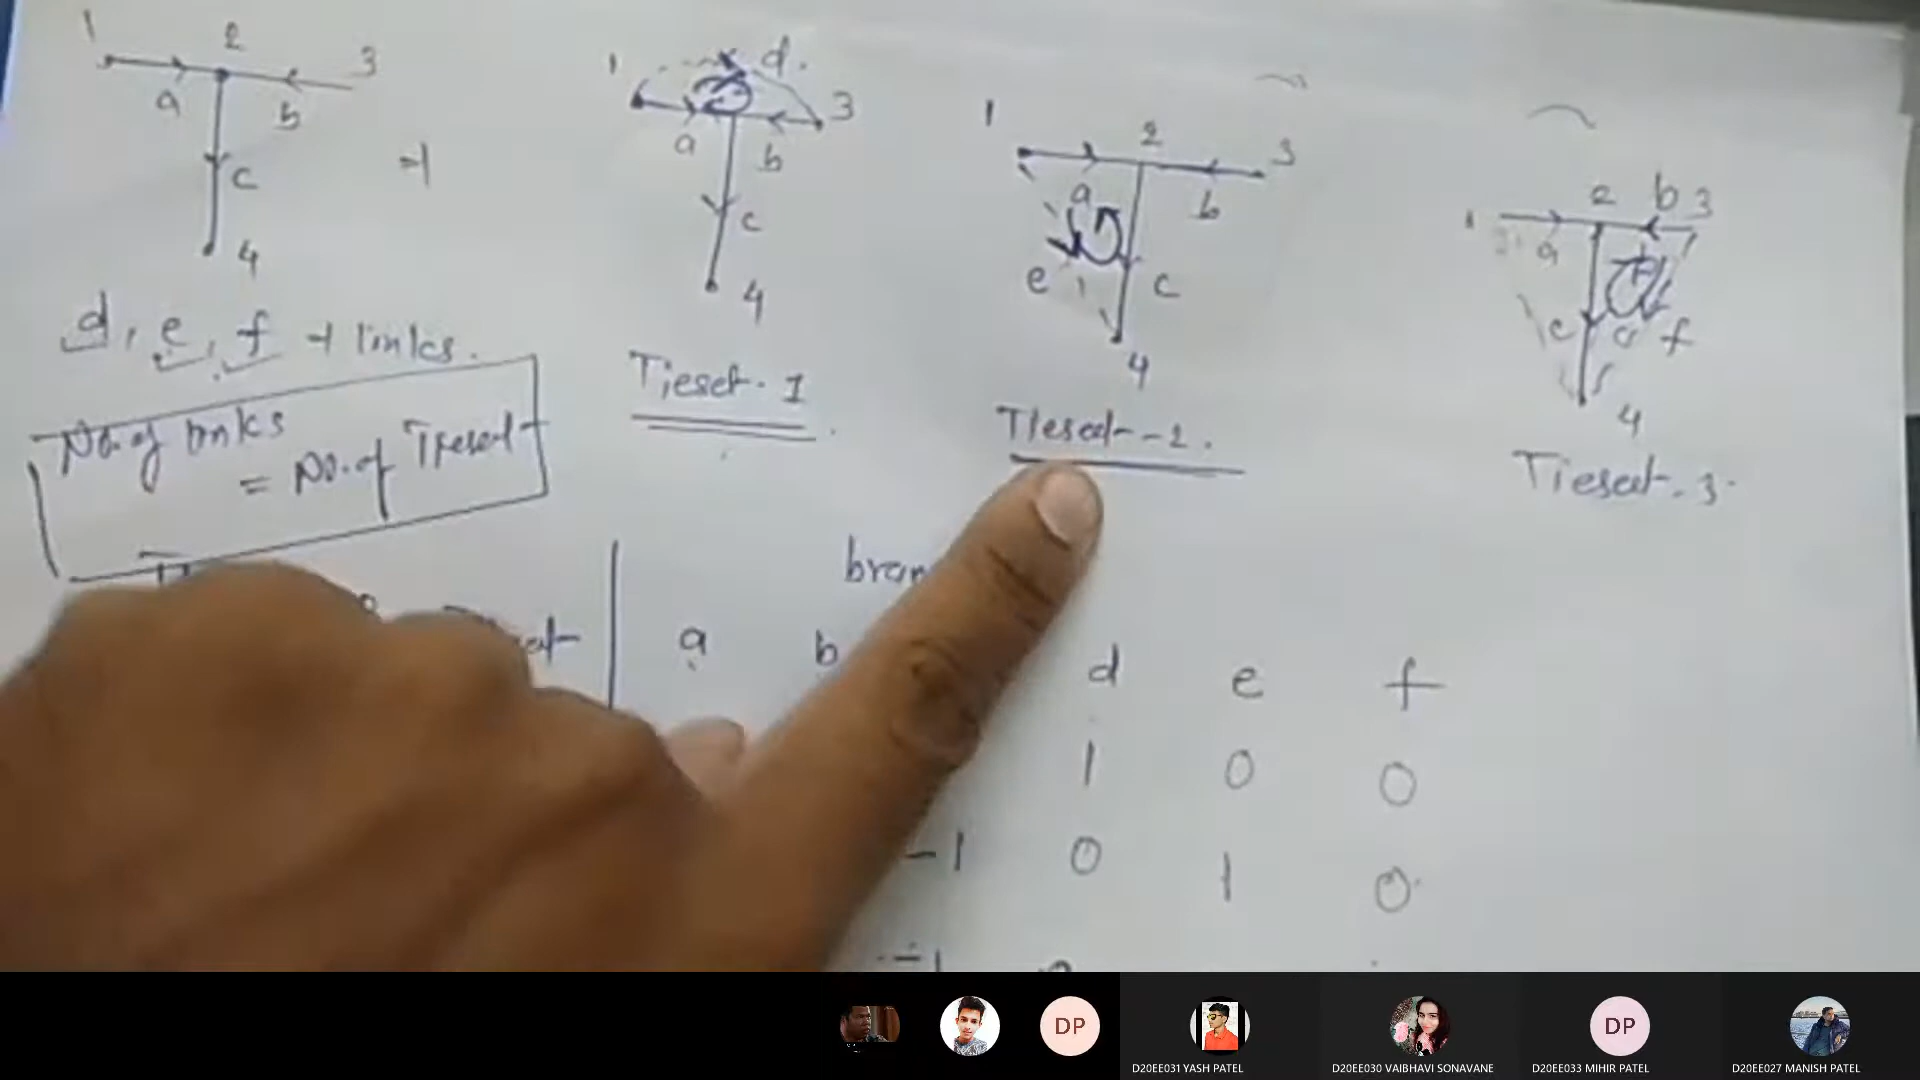 1 2 3
a b
c
4
1 d. 3
a b
c
4
1 2 3
a b
e c
4
1 2 b 3
a
e c f
4
d, e, f → links.
No. of links
= No. of Tieset
Tieset. 1
Tieset--2.
Tieset. 3.
a b d e f
1 0 0
-1 0 1 0
DP
DP
D20EE031 YASH PATEL
D20EE030 VAIBHAVI SONAVANE
D20EE033 MIHIR PATEL
D20EE027 MANISH PATEL